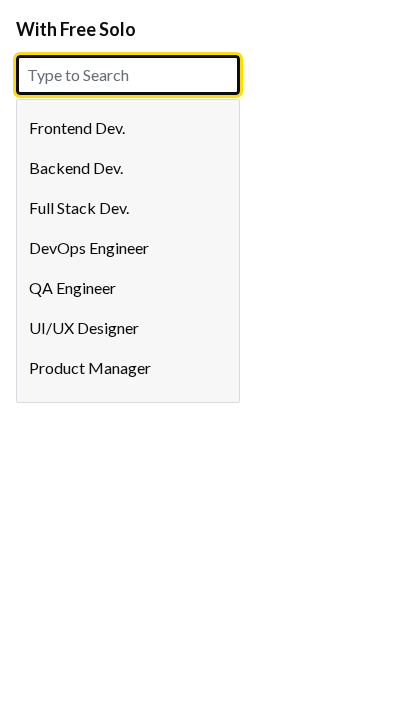 With Free Solo
Type to Search
Frontend Dev.
Backend Dev.
Full Stack Dev.
DevOps Engineer
QA Engineer
UI/UX Designer
Product Manager